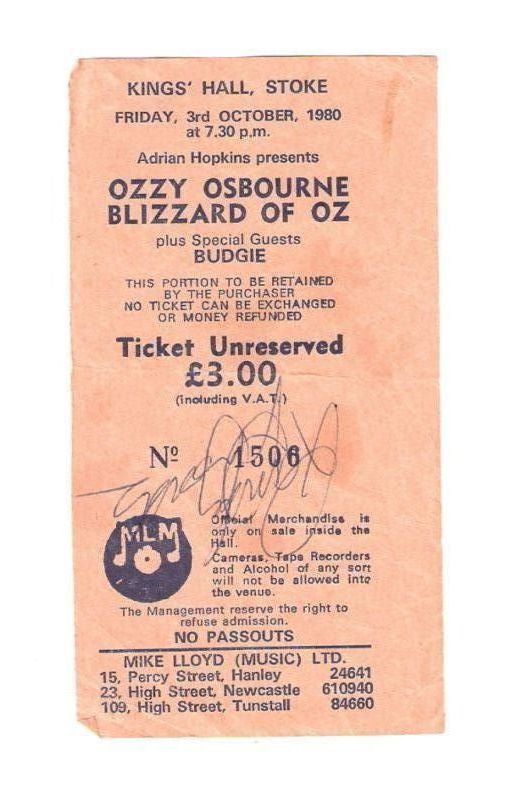 KINGS' HALL, STOKE
FRIDAY, 3rd OCTOBER, 1980
at 7.30 p.m.
Adrian Hopkins presents
OZZY OSBOURNE
BLIZZARD OF OZ
plus Special Guests
BUDGIE
THIS PORTION TO BE RETAINED
BY THE PURCHASER
NO TICKET CAN BE EXCHANGED
OR MONEY REFUNDED
Ticket Unreserved
£3.00
(including V.A.T.)
Nº 1506
MLM
Official Merchandise is
only on sale inside the
Hall.
Cameras, Tape Recorders
and Alcohol of any sort
will not be allowed into
the venue.
The Management reserve the right to
refuse admission.
NO PASSOUTS
MIKE LLOYD (MUSIC) LTD.
15, Percy Street, Hanley 24641
23, High Street, Newcastle 610940
109, High Street, Tunstall 84660